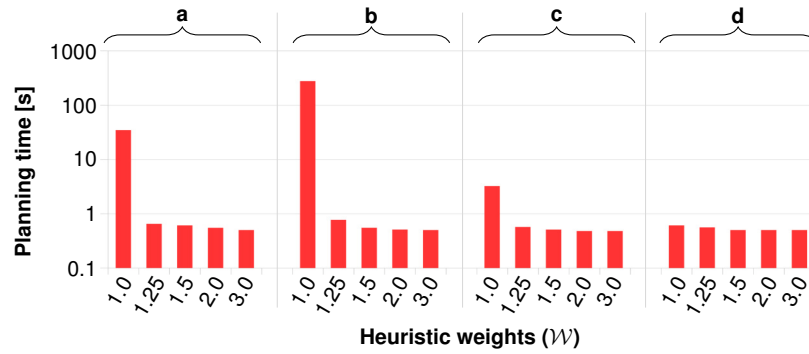 a b c d
1000
100
10
1
0.1
Planning time [s]
1.0 1.25 1.5 2.0 3.0 1.0 1.25 1.5 2.0 3.0 1.0 1.25 1.5 2.0 3.0 1.0 1.25 1.5 2.0 3.0
Heuristic weights (𝒲)